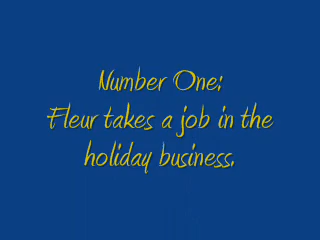 Number One:
Fleur takes a job in the
holiday business.